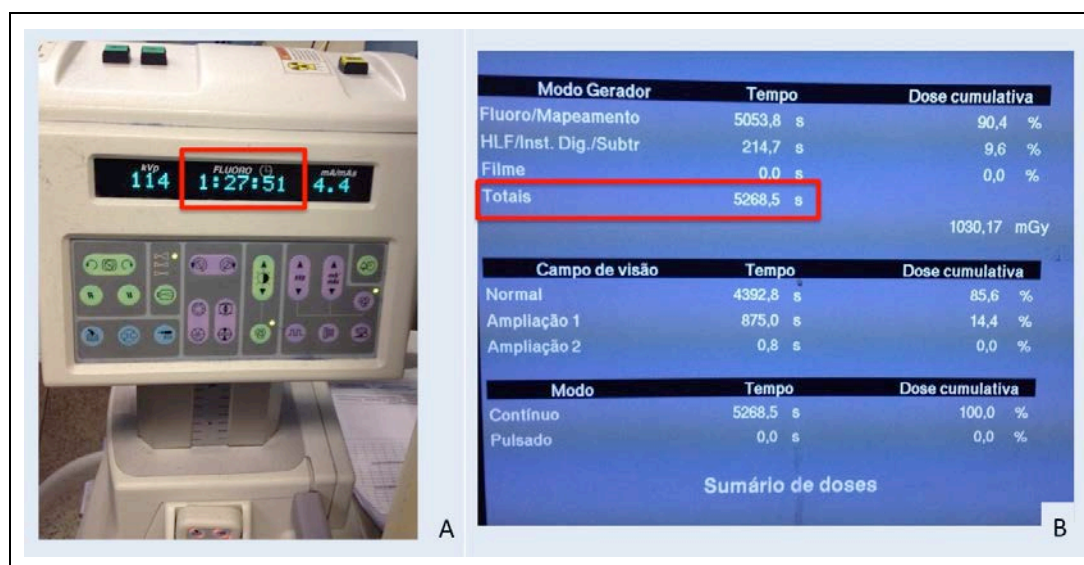 kVp FLUORO mA/mAs
114 1:27:51 4.4
A
Modo Gerador Tempo Dose cumulativa
Fluoro/Mapeamento 5053,8 s 90,4 %
HLF/Inst. Dig./Subtr 214,7 s 9,6 %
Filme 0,0 s 0,0 %
Totais 5268,5 s
1030,17 mGy
Campo de visão Tempo Dose cumulativa
Normal 4392,8 s 85,6 %
Ampliação 1 875,0 s 14,4 %
Ampliação 2 0,8 s 0,0 %
Modo Tempo Dose cumulativa
Contínuo 5268,5 s 100,0 %
Pulsado 0,0 s 0,0 %
Sumário de doses
B